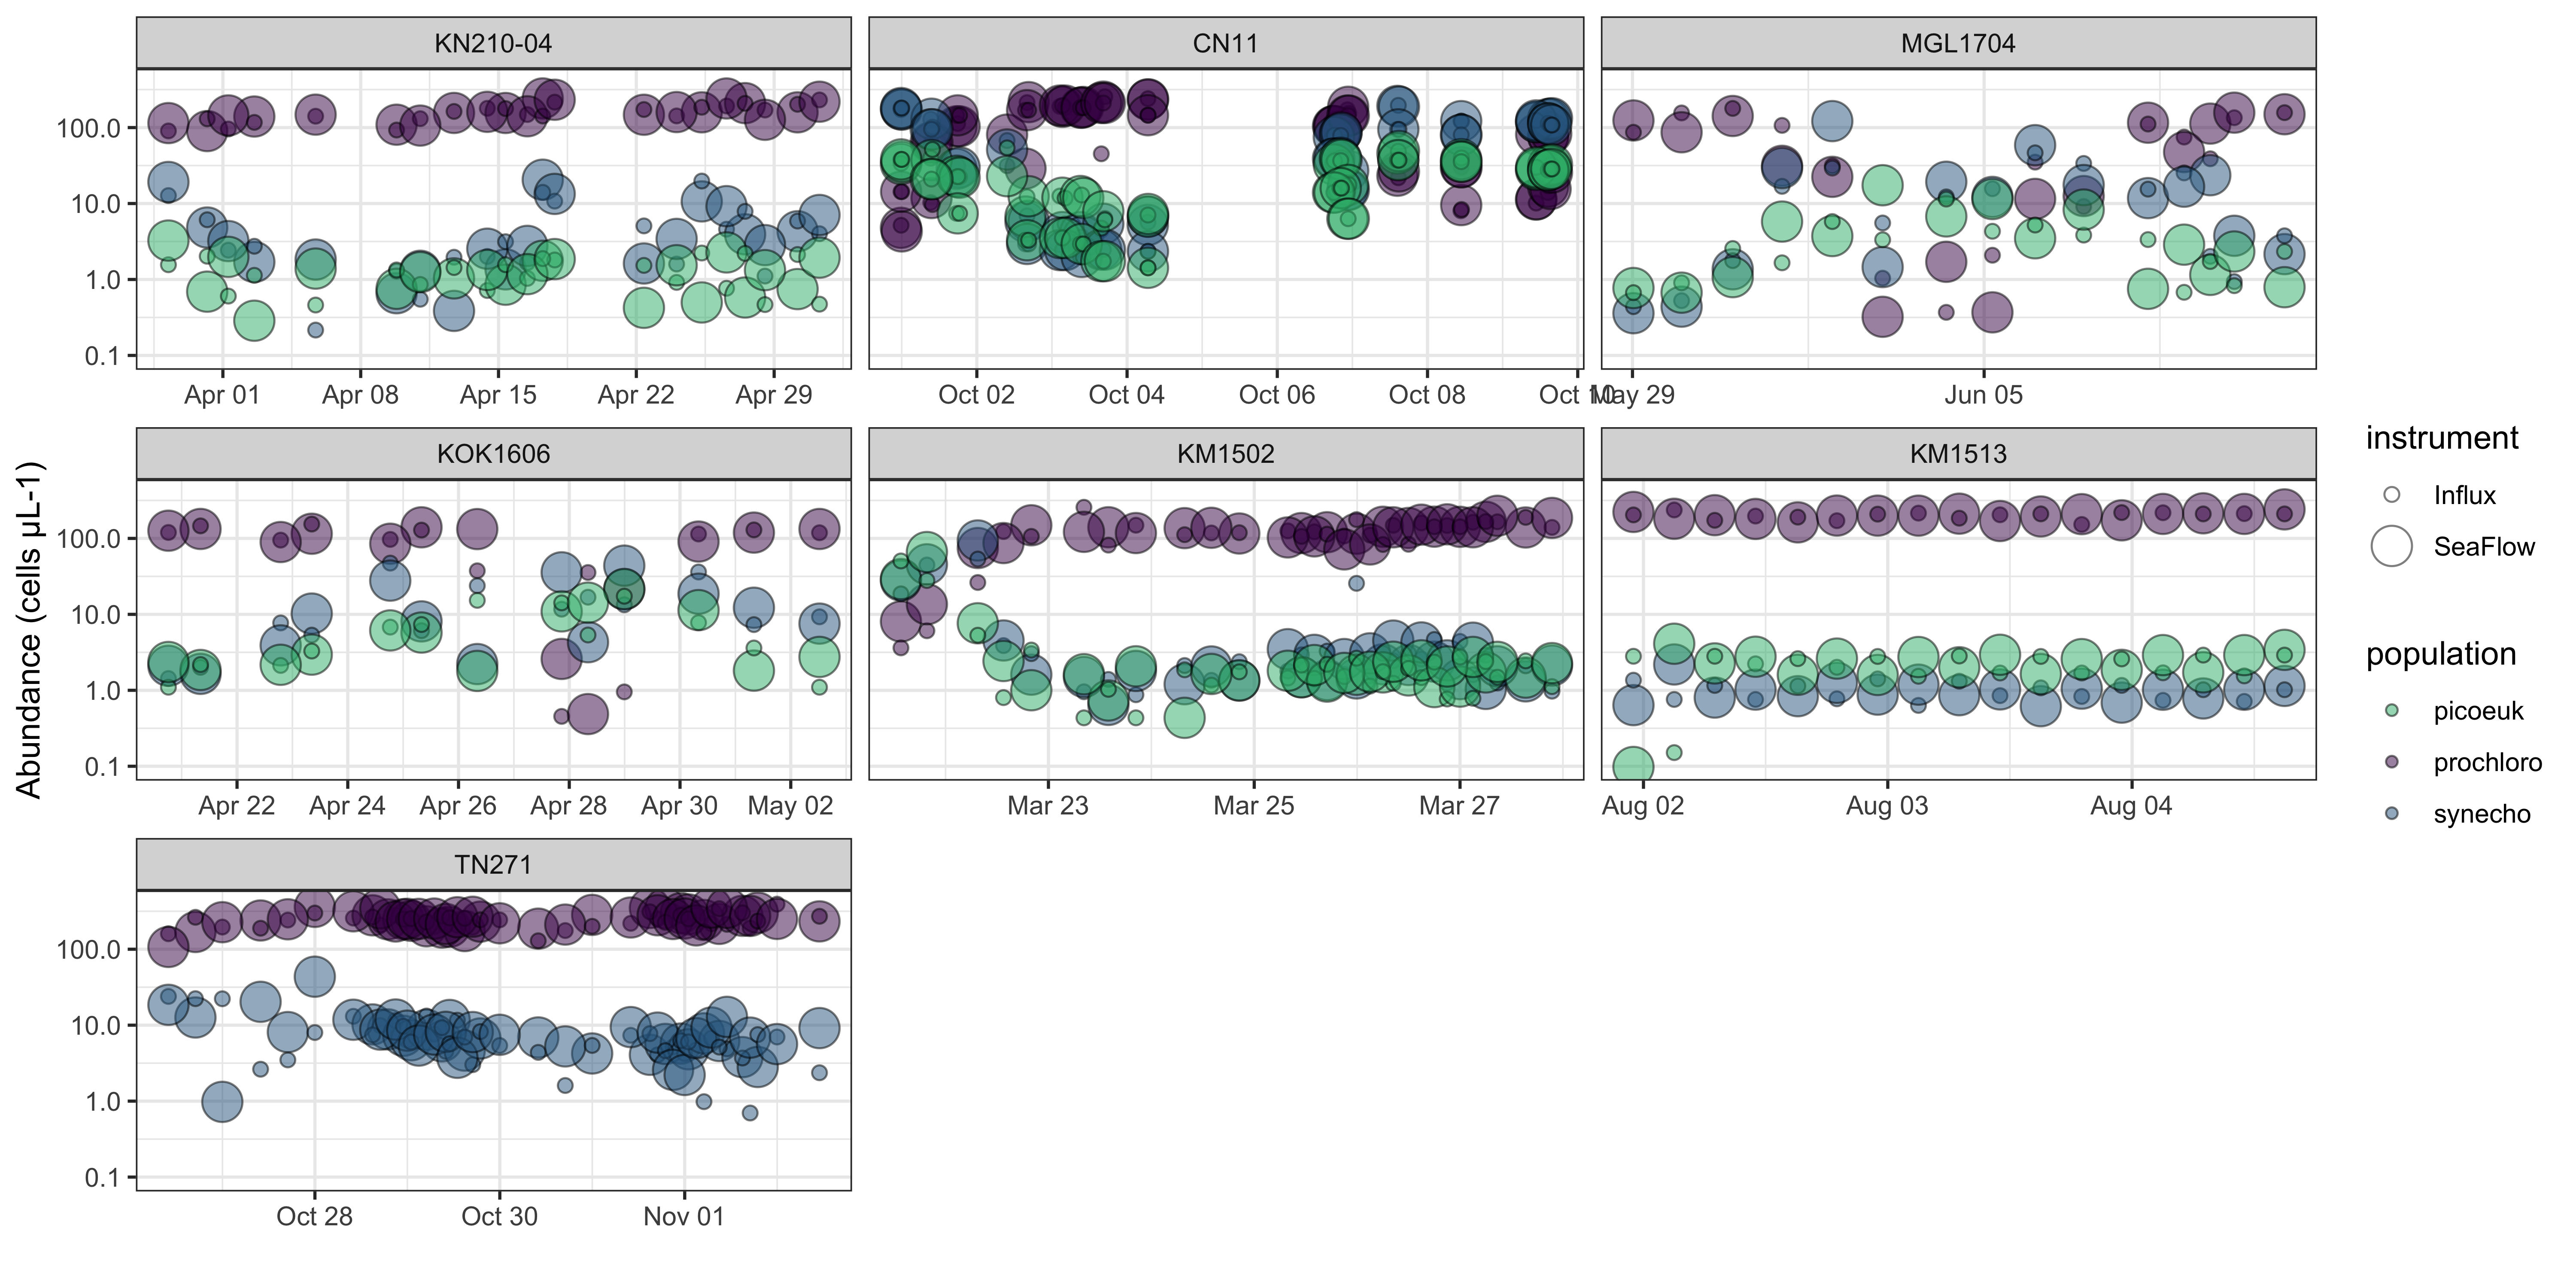 KN210-04
CN11
MGL1704
100.0
10.0
1.0
0.1
Apr 01 Apr 08 Apr 15 Apr 22 Apr 29
Oct 02 Oct 04 Oct 06 Oct 08 Oct 10
May 29 Jun 05
KOK1606
KM1502
KM1513
100.0
10.0
1.0
0.1
Apr 22 Apr 24 Apr 26 Apr 28 Apr 30 May 02
Mar 23 Mar 25 Mar 27
Aug 02 Aug 03 Aug 04
TN271
100.0
10.0
1.0
0.1
Oct 28 Oct 30 Nov 01
Abundance (cells µL-1)
instrument
Influx
SeaFlow
population
picoeuk
prochloro
synecho